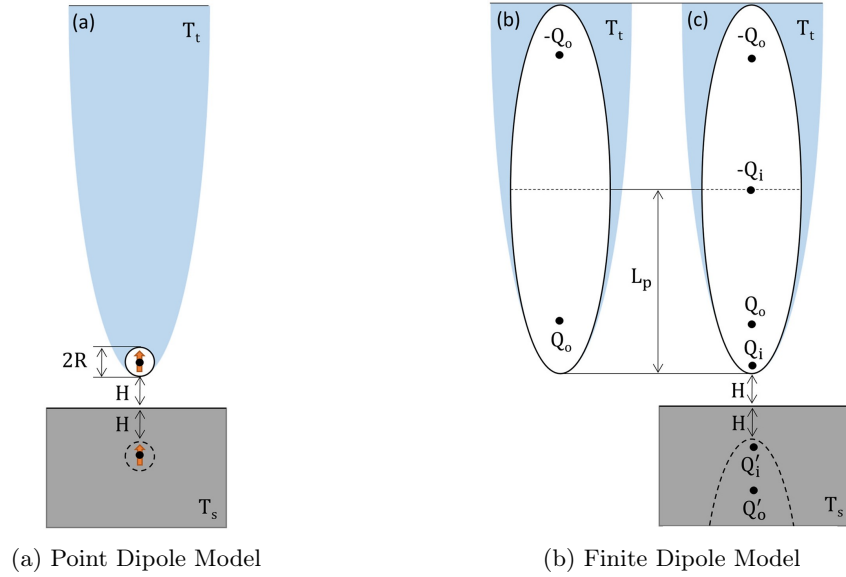 (a)
T_t
2R
H
H
T_s
(a) Point Dipole Model
(b)
-Q_o
T_t
L_p
Q_o
(c)
-Q_o
T_t
-Q_i
Q_o
Q_i
H
H
Q'_i
Q'_o
T_s
(b) Finite Dipole Model